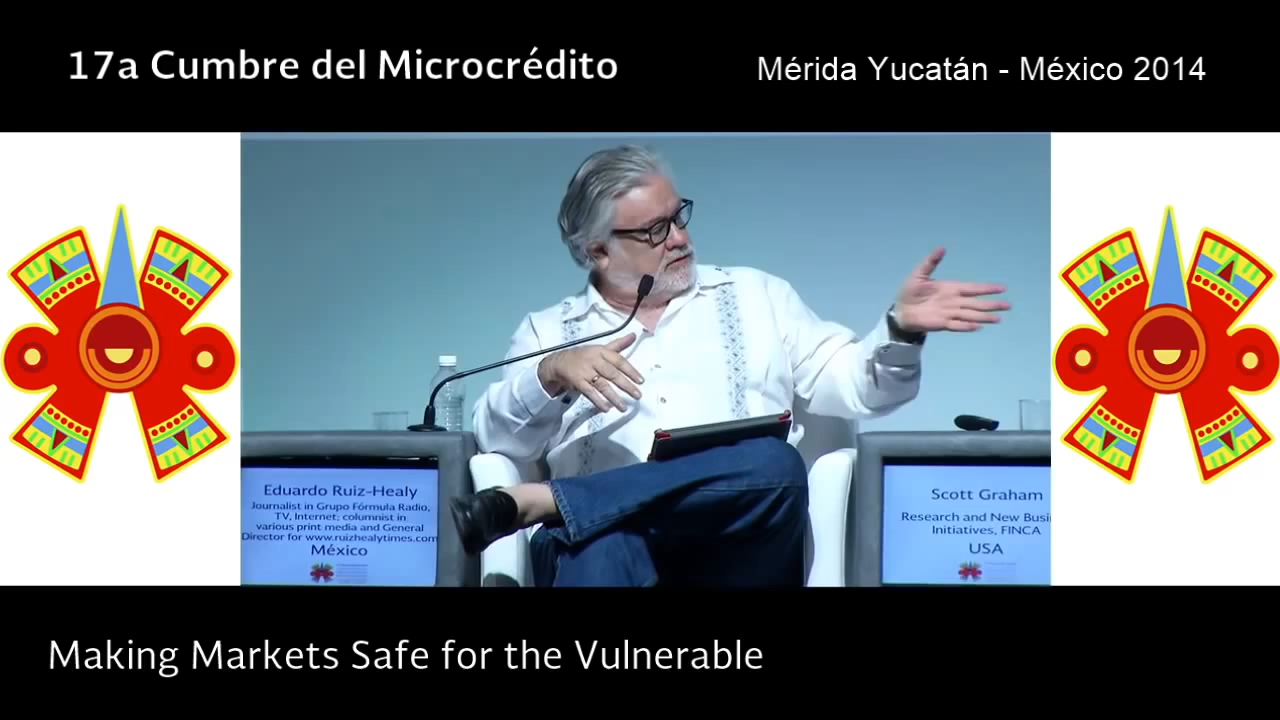 17a Cumbre del Microcrédito
Mérida Yucatán - México 2014
Eduardo Ruiz-Healy
Journalist in Grupo Fórmula Radio,
TV, Internet; columnist in
various print media and General
Director for www.ruizhealytimes.com
México
Scott Graham
Research and New Busi
Initiatives, FINCA
USA
Making Markets Safe for the Vulnerable